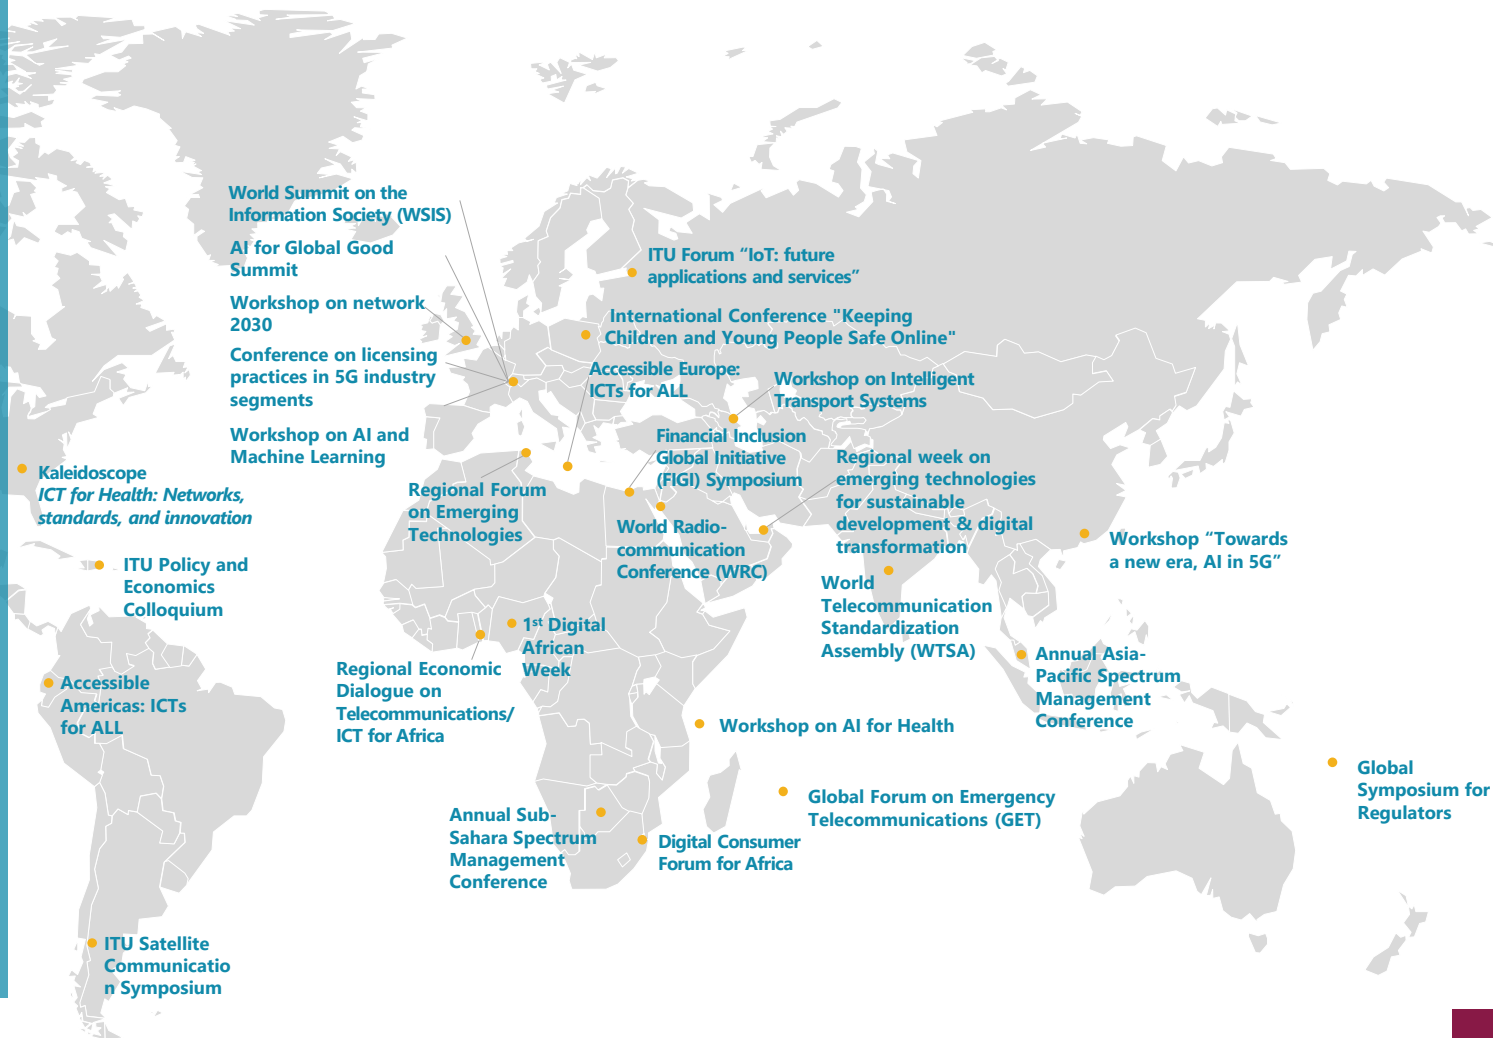 World Summit on the
Information Society (WSIS)
AI for Global Good
Summit
Workshop on network
2030
Conference on licensing
practices in 5G industry
segments
Workshop on AI and
Machine Learning
ITU Forum “IoT: future
applications and services”
International Conference "Keeping
Children and Young People Safe Online"
Accessible Europe:
ICTs for ALL
Workshop on Intelligent
Transport Systems
Financial Inclusion
Global Initiative
(FIGI) Symposium
Regional week on
emerging technologies
for sustainable
development & digital
transformation
Kaleidoscope
ICT for Health: Networks,
standards, and innovation
Regional Forum
on Emerging
Technologies
World Radio-
communication
Conference (WRC)
Workshop “Towards
a new era, AI in 5G”
ITU Policy and
Economics
Colloquium
World
Telecommunication
Standardization
Assembly (WTSA)
1st Digital
African
Week
Regional Economic
Dialogue on
Telecommunications/
ICT for Africa
Annual Asia-
Pacific Spectrum
Management
Conference
Accessible
Americas: ICTs
for ALL
Workshop on AI for Health
Global
Symposium for
Regulators
Global Forum on Emergency
Telecommunications (GET)
Annual Sub-
Sahara Spectrum
Management
Conference
Digital Consumer
Forum for Africa
ITU Satellite
Communicatio
n Symposium